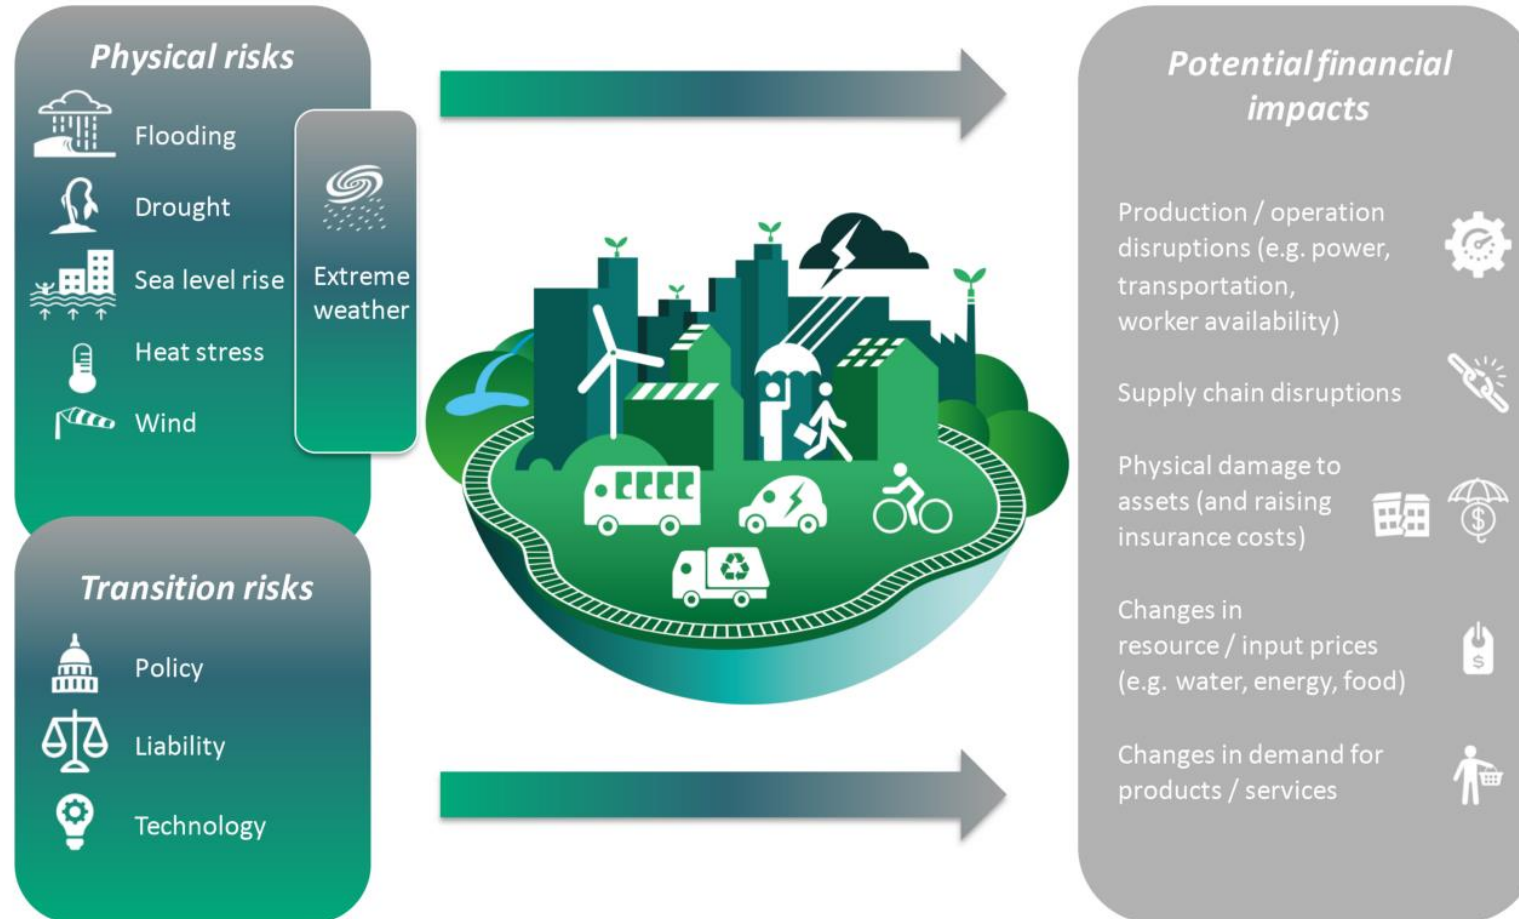 Physical risks
Flooding
Drought
Sea level rise
Heat stress
Wind
Extreme
weather
Transition risks
Policy
Liability
Technology
Potential financial
impacts
Production / operation
disruptions (e.g. power,
transportation,
worker availability)
Supply chain disruptions
Physical damage to
assets (and raising
insurance costs)
$
Changes in
resource / input prices
(e.g. water, energy, food)
$
Changes in demand for
products / services